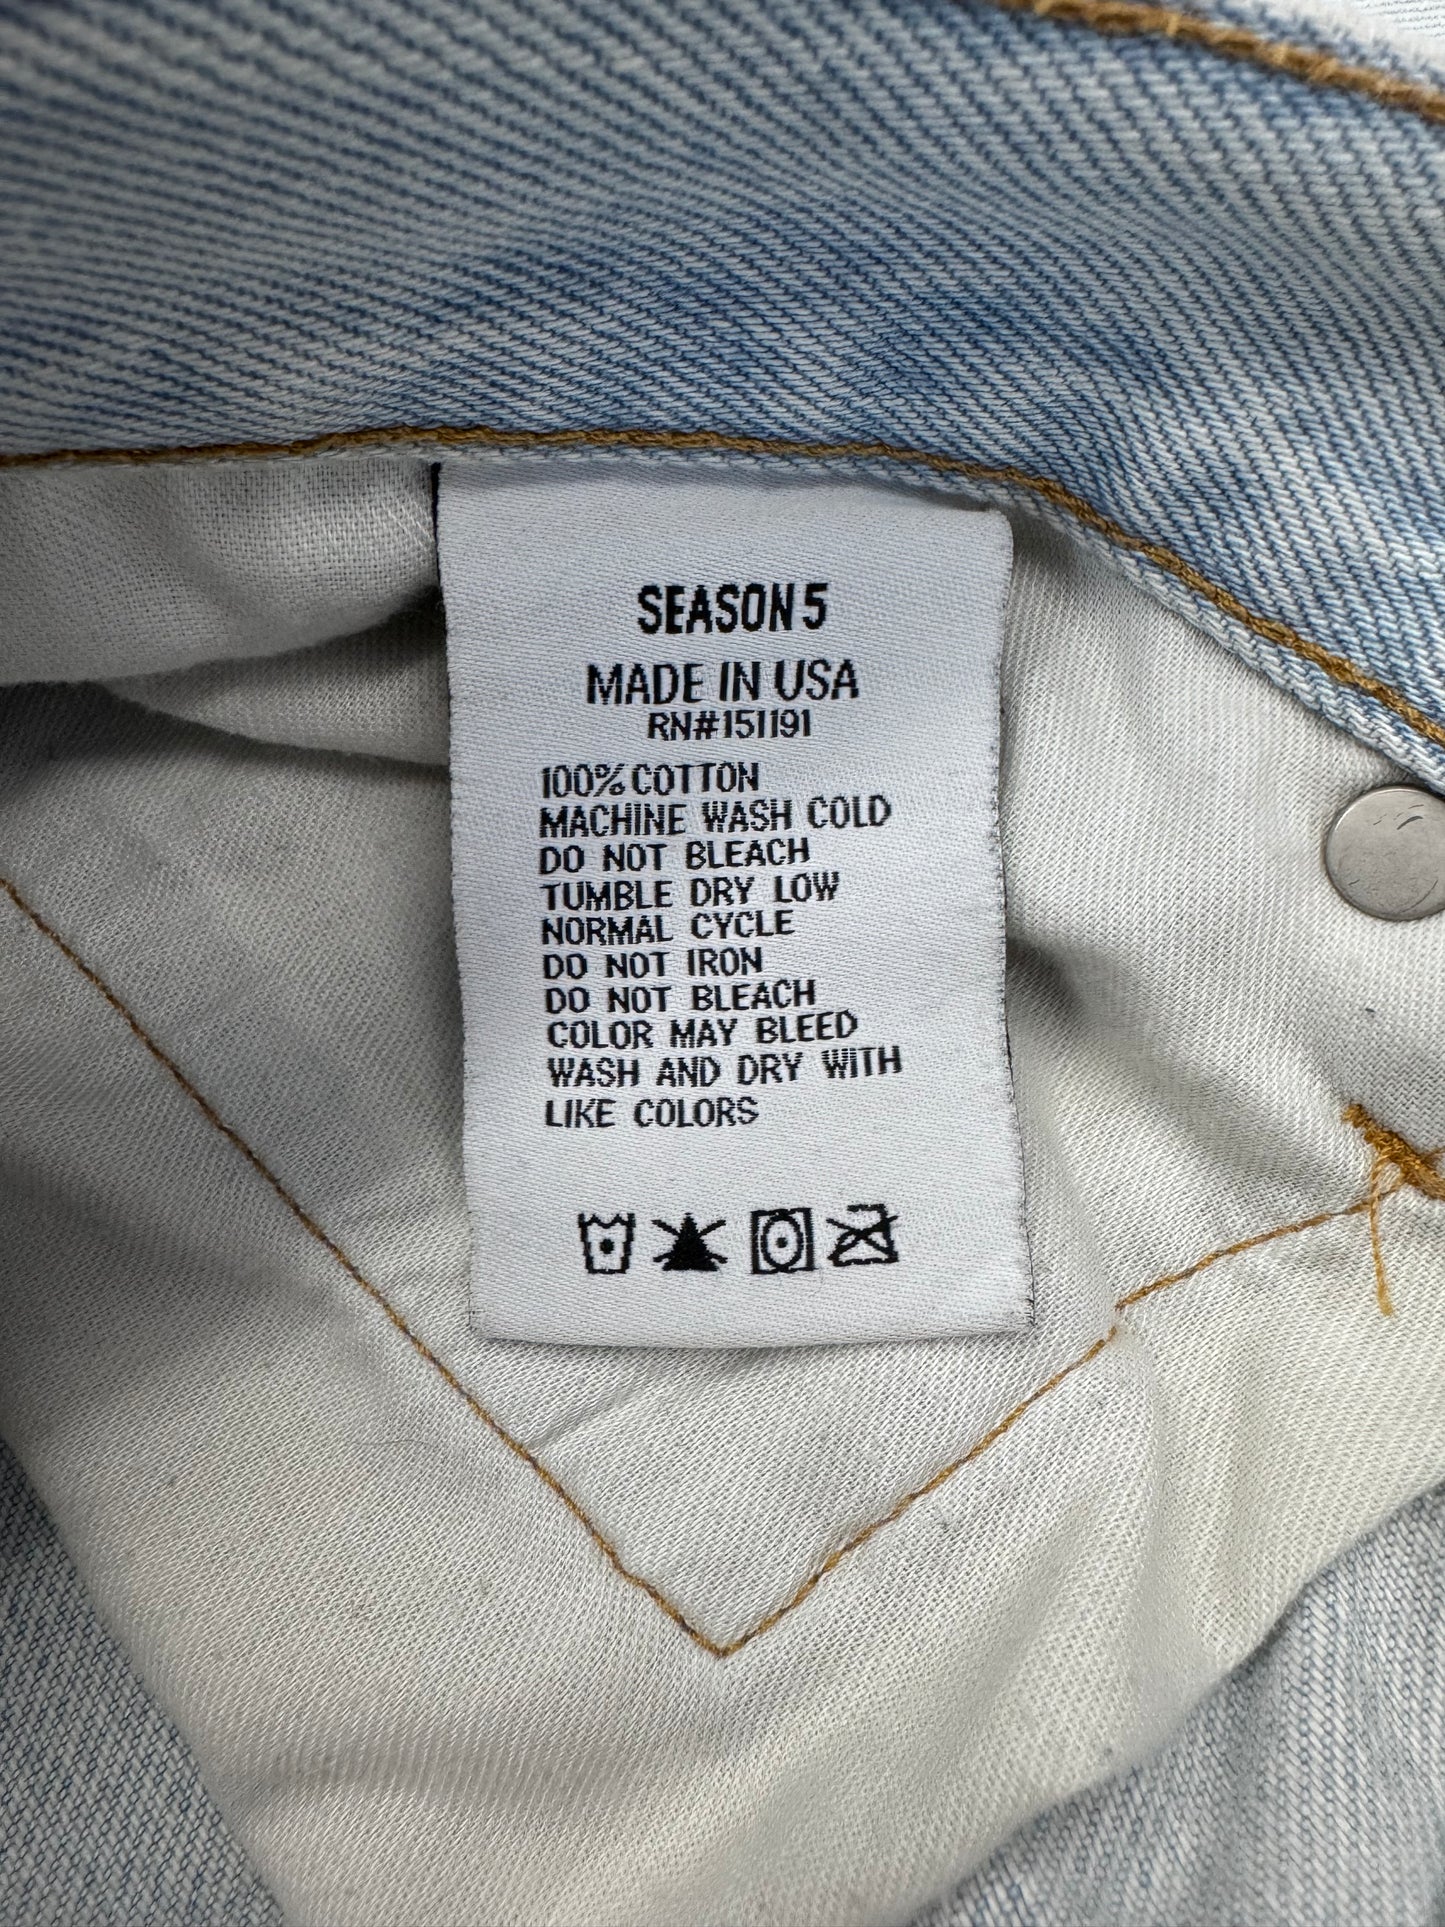 SEASON 5
MADE IN USA
RN#151191
100% COTTON
MACHINE WASH COLD
DO NOT BLEACH
TUMBLE DRY LOW
NORMAL CYCLE
DO NOT IRON
DO NOT BLEACH
COLOR MAY BLEED
WASH AND DRY WITH
LIKE COLORS